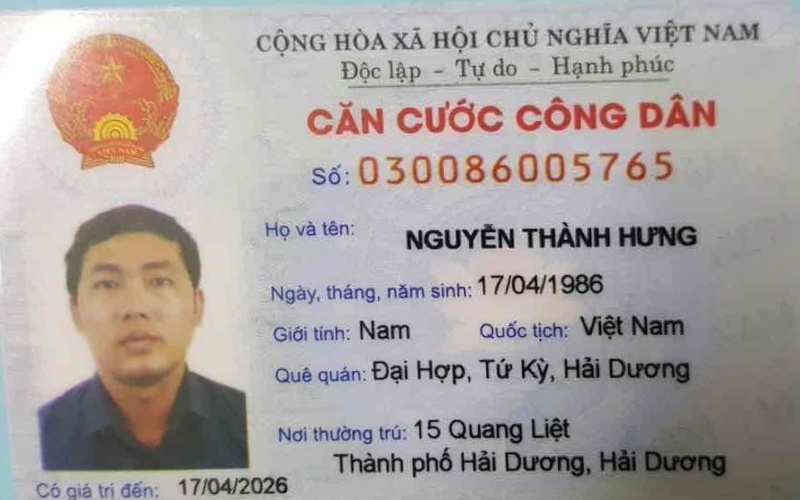 CỘNG HÒA XÃ HỘI CHỦ NGHĨA VIỆT NAM
Độc lập - Tự do - Hạnh phúc
CĂN CƯỚC CÔNG DÂN
Số: 030086005765
Họ và tên: NGUYỄN THÀNH HƯNG
Ngày, tháng, năm sinh: 17/04/1986
Giới tính: Nam Quốc tịch: Việt Nam
Quê quán: Đại Hợp, Tứ Kỳ, Hải Dương
Nơi thường trú: 15 Quang Liệt
Thành phố Hải Dương, Hải Dương
Có giá trị đến: 17/04/2026